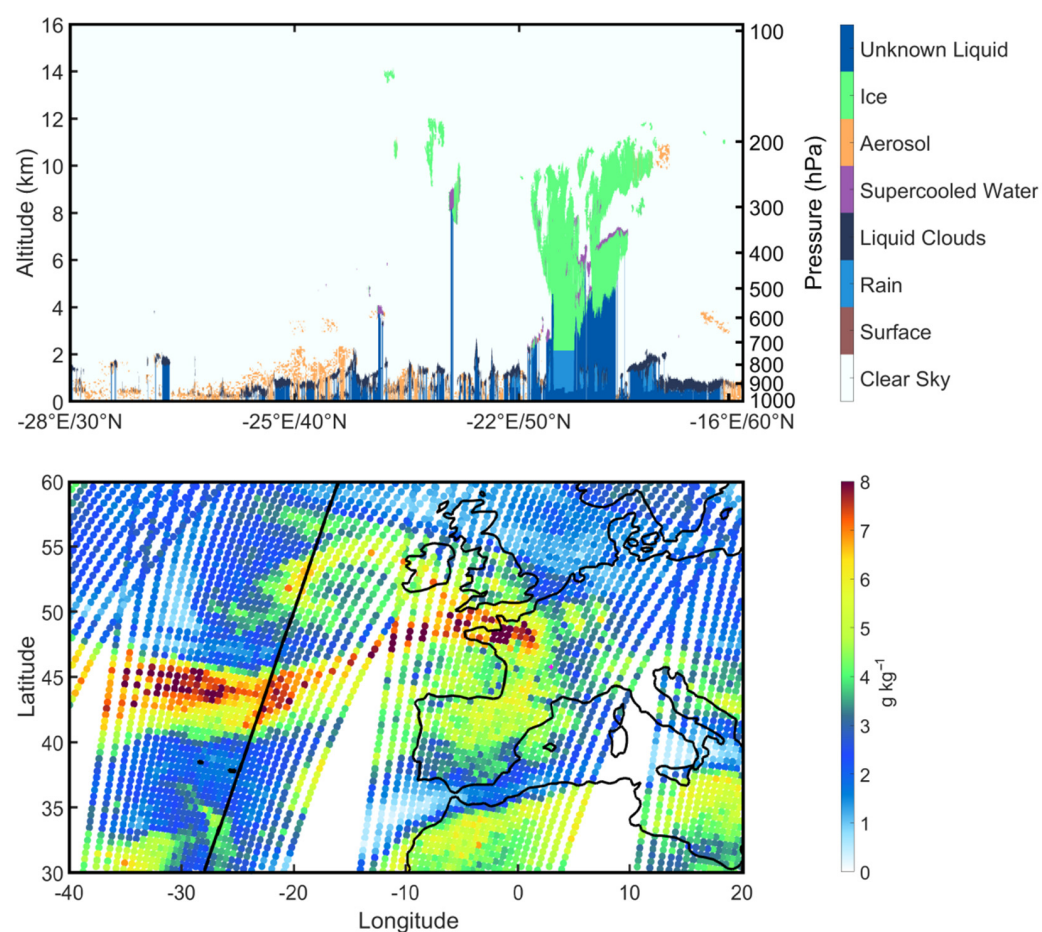 16
14
12
10
8
6
4
2
0
Altitude (km)
-28°E/30°N
-25°E/40°N
-22°E/50°N
-16°E/60°N
100
200
300
400
500
600
700
800
900
1000
Pressure (hPa)
Unknown Liquid
Ice
Aerosol
Supercooled Water
Liquid Clouds
Rain
Surface
Clear Sky
60
55
50
45
40
35
30
Latitude
-40
-30
-20
-10
0
10
20
Longitude
8
7
6
5
4
3
2
1
0
g kg⁻¹